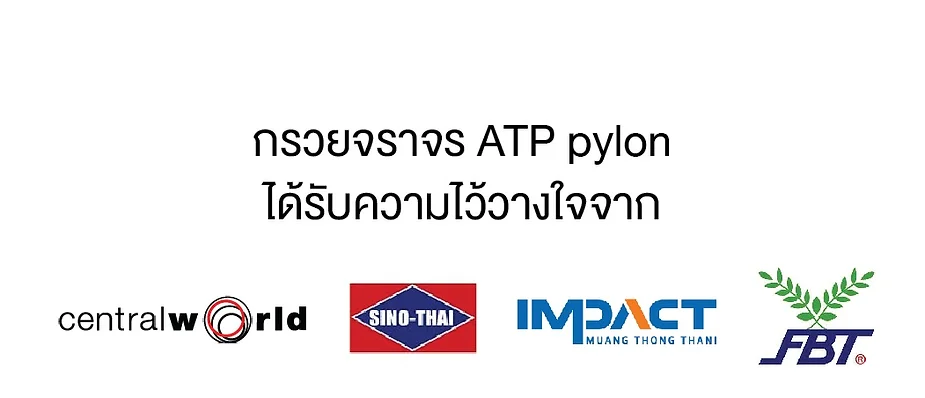 กรวยจราจร ATP pylon
ได้รับความไว้วางใจจาก
centralworld
SINO-THAI
IMPACT
MUANG THONG THANI
FBT®